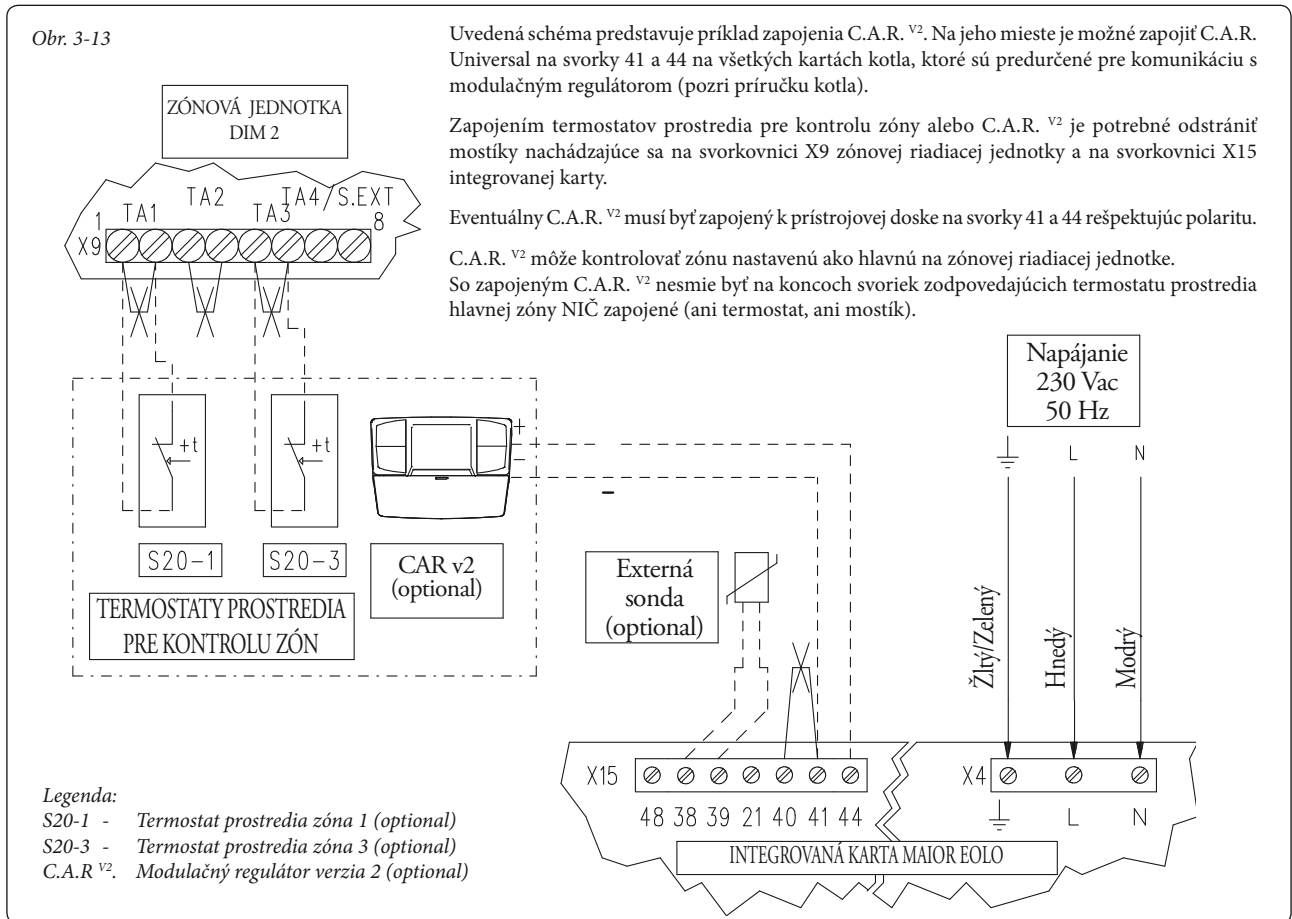 Obr. 3-13
Uvedená schéma predstavuje príklad zapojenia C.A.R. V2. Na jeho mieste je možné zapojiť C.A.R.
Universal na svorky 41 a 44 na všetkých kartách kotla, ktoré sú predurčené pre komunikáciu s
modulačným regulátorom (pozri príručku kotla).
Zapojením termostatov prostredia pre kontrolu zóny alebo C.A.R. V2 je potrebné odstrániť
mostíky nachádzajúce sa na svorkovnici X9 zónovej riadiacej jednotky a na svorkovnici X15
integrovanej karty.
Eventuálny C.A.R. V2 musí byť zapojený k prístrojovej doske na svorky 41 a 44 rešpektujúc polaritu.
C.A.R. V2 môže kontrolovať zónu nastavenú ako hlavnú na zónovej riadiacej jednotke.
So zapojeným C.A.R. V2 nesmie byť na koncoch svoriek zodpovedajúcich termostatu prostredia
hlavnej zóny NIČ zapojené (ani termostat, ani mostík).
ZÓNOVÁ JEDNOTKA
DIM 2
TA2 TA4/S.EXT
1 TA1 TA3 8
X9
+t +t
+
-
-
S20-1 S20-3
CAR v2
(optional)
TERMOSTATY PROSTREDIA
PRE KONTROLU ZÓN
Externá
sonda
(optional)
Napájanie
230 Vac
50 Hz
L N
Žltý/Zelený
Hnedý
Modrý
X15
48 38 39 21 40 41 44
X4
L N
INTEGROVANÁ KARTA MAIOR EOLO
Legenda:
S20-1 - Termostat prostredia zóna 1 (optional)
S20-3 - Termostat prostredia zóna 3 (optional)
C.A.R V2. Modulačný regulátor verzia 2 (optional)